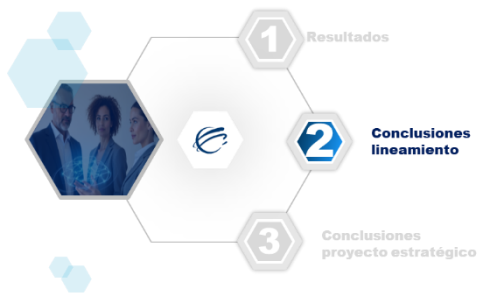 1
Resultados
2
Conclusiones
lineamiento
3
Conclusiones
proyecto estratégico